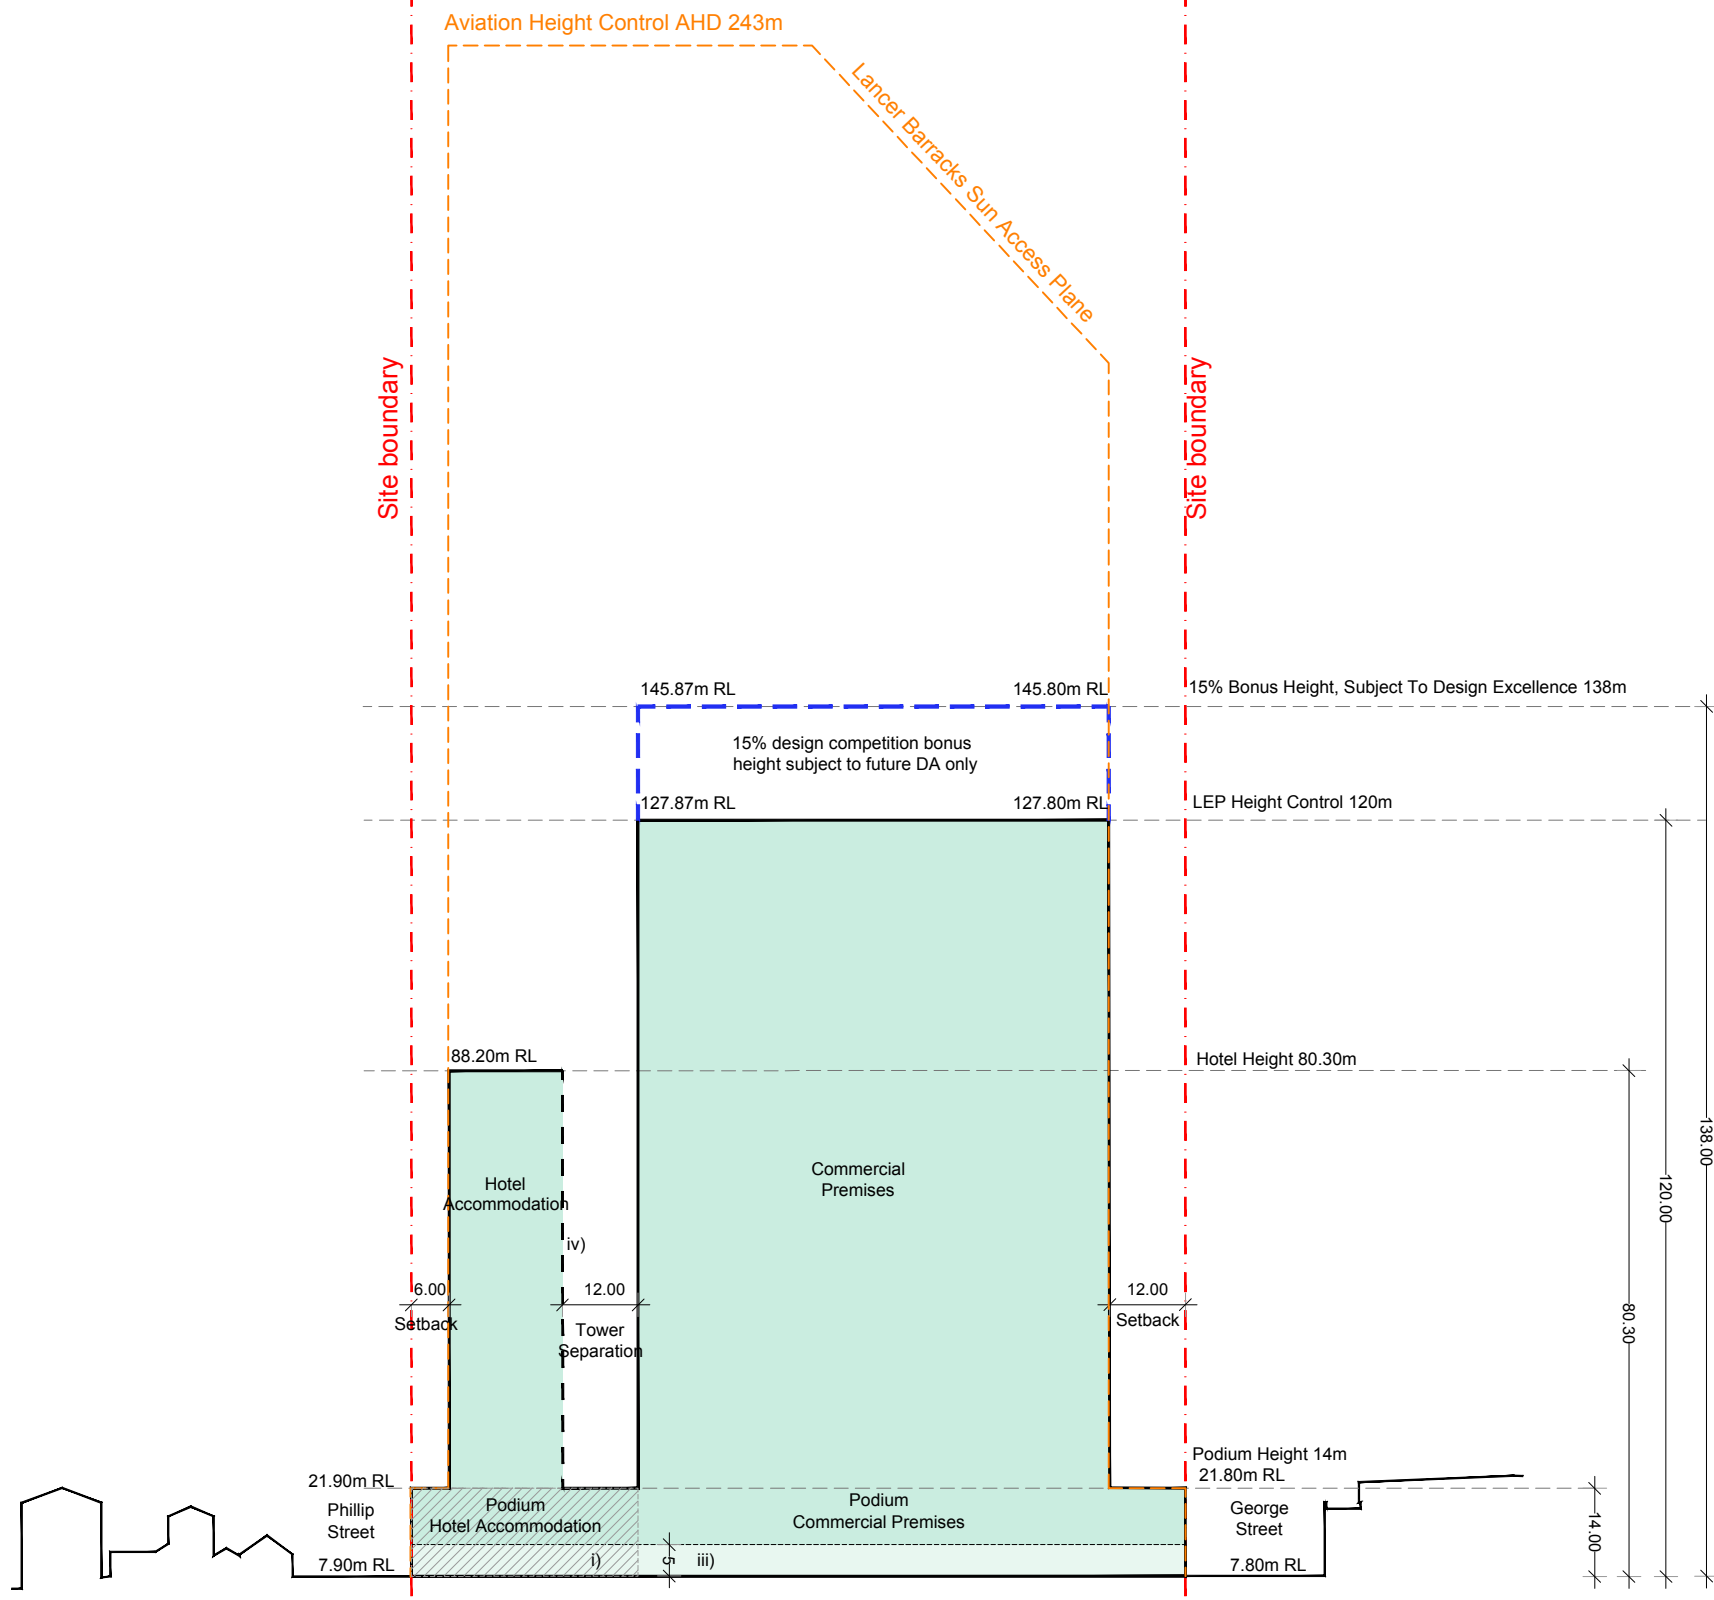 Aviation Height Control AHD 243m
Lancer Barracks Sun Access Plane
Site boundary
Site boundary
145.87m RL
145.80m RL
15% Bonus Height, Subject To Design Excellence 138m
15% design competition bonus
height subject to future DA only
127.87m RL
127.80m RL
LEP Height Control 120m
88.20m RL
Hotel Height 80.30m
138.00
120.00
80.30
Hotel
Accommodation
Commercial
Premises
iv)
6.00
Setback
12.00
Tower
Separation
12.00
Setback
Podium Height 14m
21.80m RL
21.90m RL
Phillip
Street
Podium
Hotel Accommodation
Podium
Commercial Premises
George
Street
14.00
7.90m RL
i)
5
iii)
7.80m RL